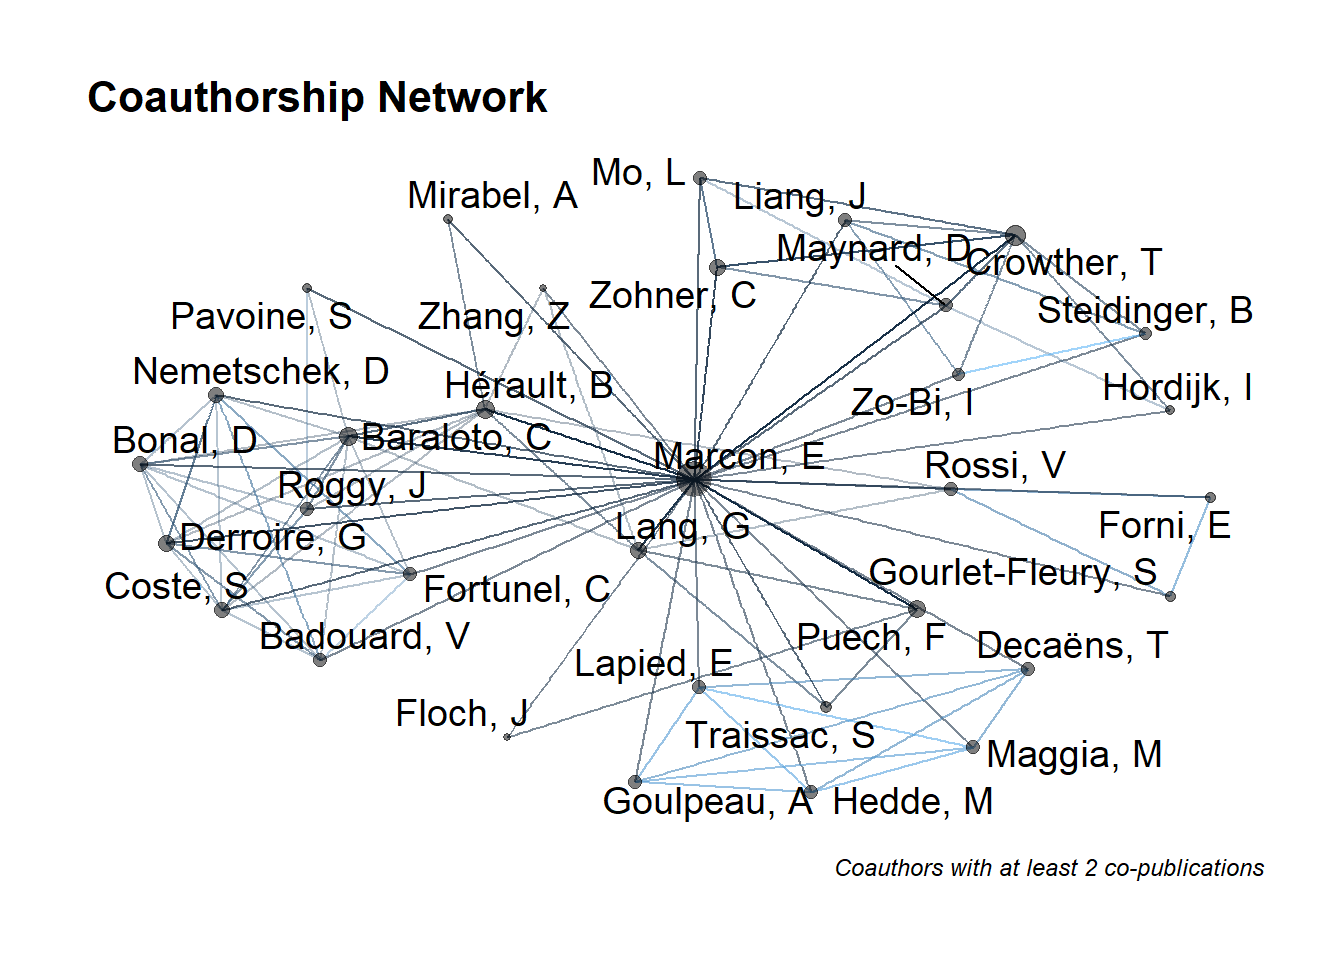 Coauthorship Network
Mo, L
Mirabel, A
Liang, J
Maynard, D
Crowther, T
Zohner, C
Steidinger, B
Pavoine, S
Zhang, Z
Nemetschek, D
Hérault, B
Hordijk, I
Zo-Bi, I
Bonal, D
Baraloto, C
Marcon, E
Rossi, V
Roggy, J
Lang, G
Forni, E
Derroire, G
Gourlet-Fleury, S
Coste, S
Fortunel, C
Badouard, V
Puech, F
Decaëns, T
Lapied, E
Floch, J
Traissac, S
Maggia, M
Goulpeau, A
Hedde, M
Coauthors with at least 2 co-publications